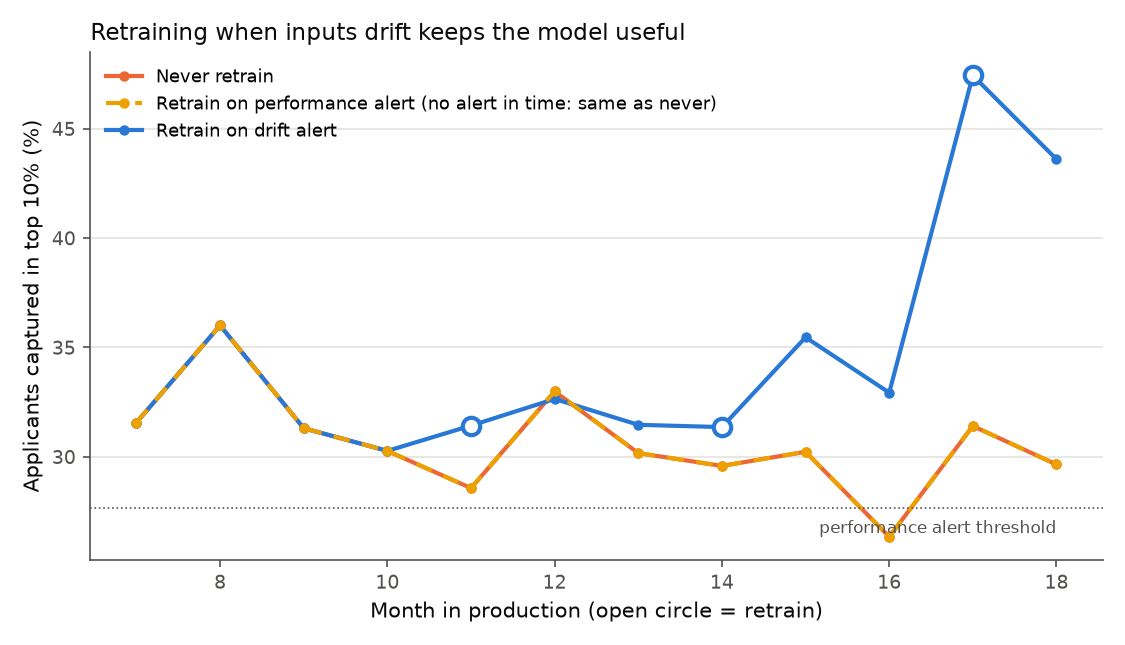 Retraining when inputs drift keeps the model useful
Never retrain
Retrain on performance alert (no alert in time: same as never)
Retrain on drift alert
Applicants captured in top 10% (%)
45
40
35
30
performance alert threshold
8 10 12 14 16 18
Month in production (open circle = retrain)